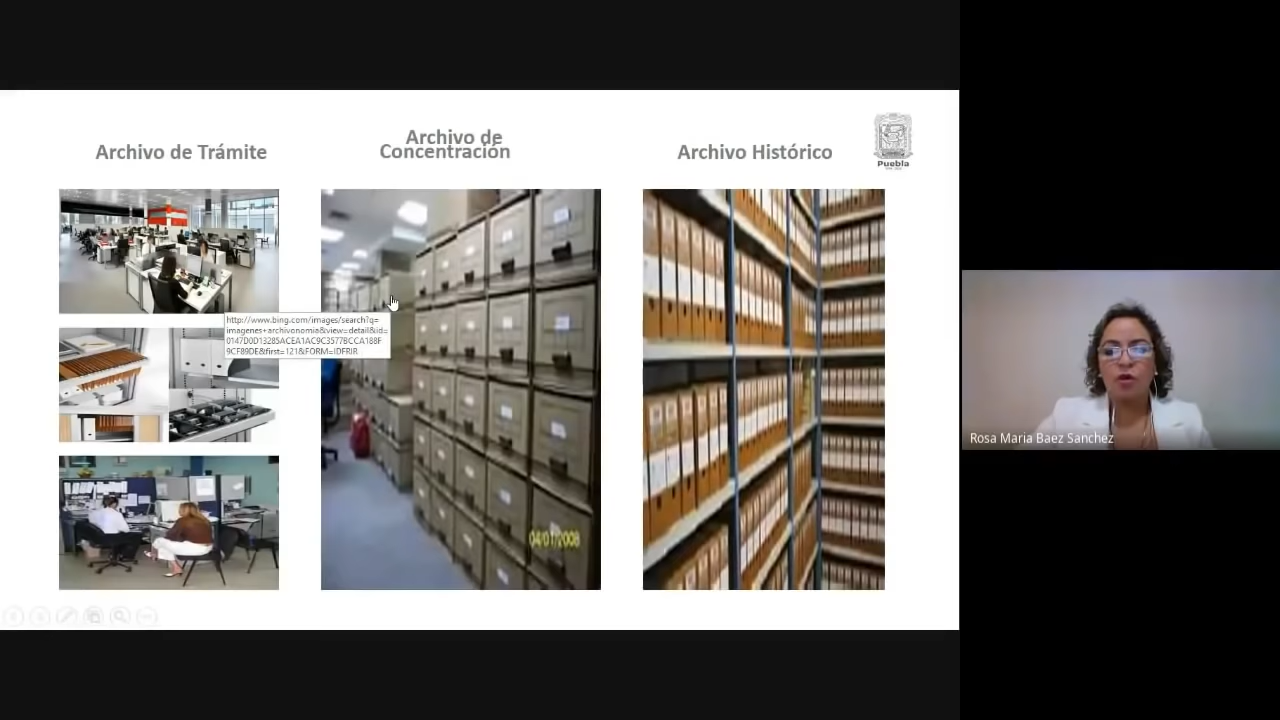 Archivo de Trámite
Archivo de
Concentración
Archivo Histórico
Puebla
http://www.bing.com/images/search?q=
imagenes+archivonomia&view=detail&id=
0147D0D13285ACEA1AC9C3577BCCA188F
9CF89DE&first=121&FORM=IDFRIR
04/01/2008
Rosa Maria Baez Sanchez